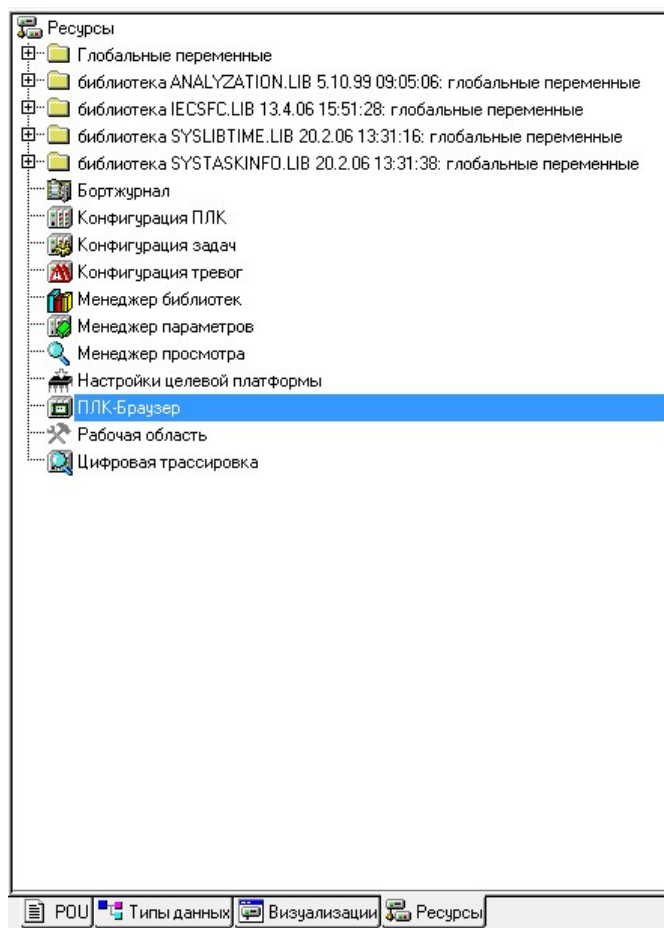 Ресурсы
Глобальные переменные
библиотека ANALYZATION.LIB 5.10.99 09:05:06: глобальные переменные
библиотека IECSFC.LIB 13.4.06 15:51:28: глобальные переменные
библиотека SYSLIBTIME.LIB 20.2.06 13:31:16: глобальные переменные
библиотека SYSTASKINFO.LIB 20.2.06 13:31:38: глобальные переменные
Бортжурнал
Конфигурация ПЛК
Конфигурация задач
Конфигурация тревог
Менеджер библиотек
Менеджер параметров
Менеджер просмотра
Настройки целевой платформы
ПЛК-Браузер
Рабочая область
Цифровая трассировка
POU Типы данных Визуализации Ресурсы